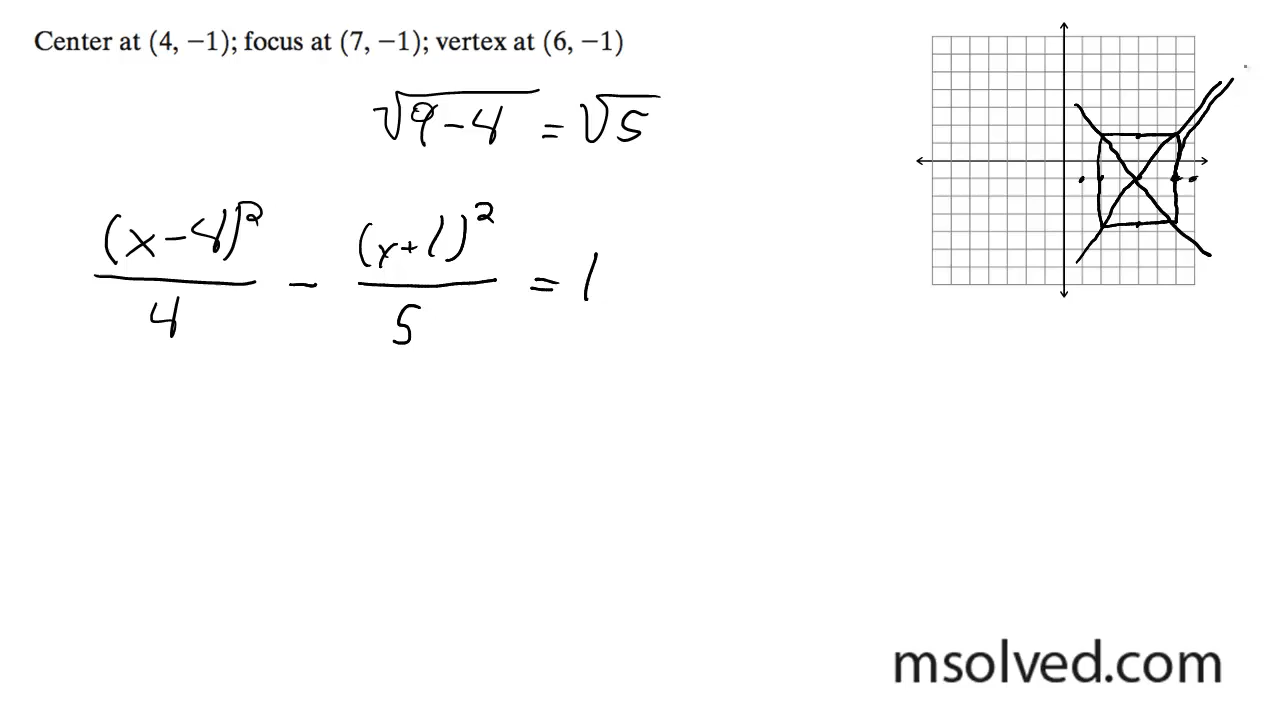 Center at (4, −1); focus at (7, −1); vertex at (6, −1)
√9−4 = √5
(x−4)² / 4 − (y+1)² / 5 = 1
msolved.com